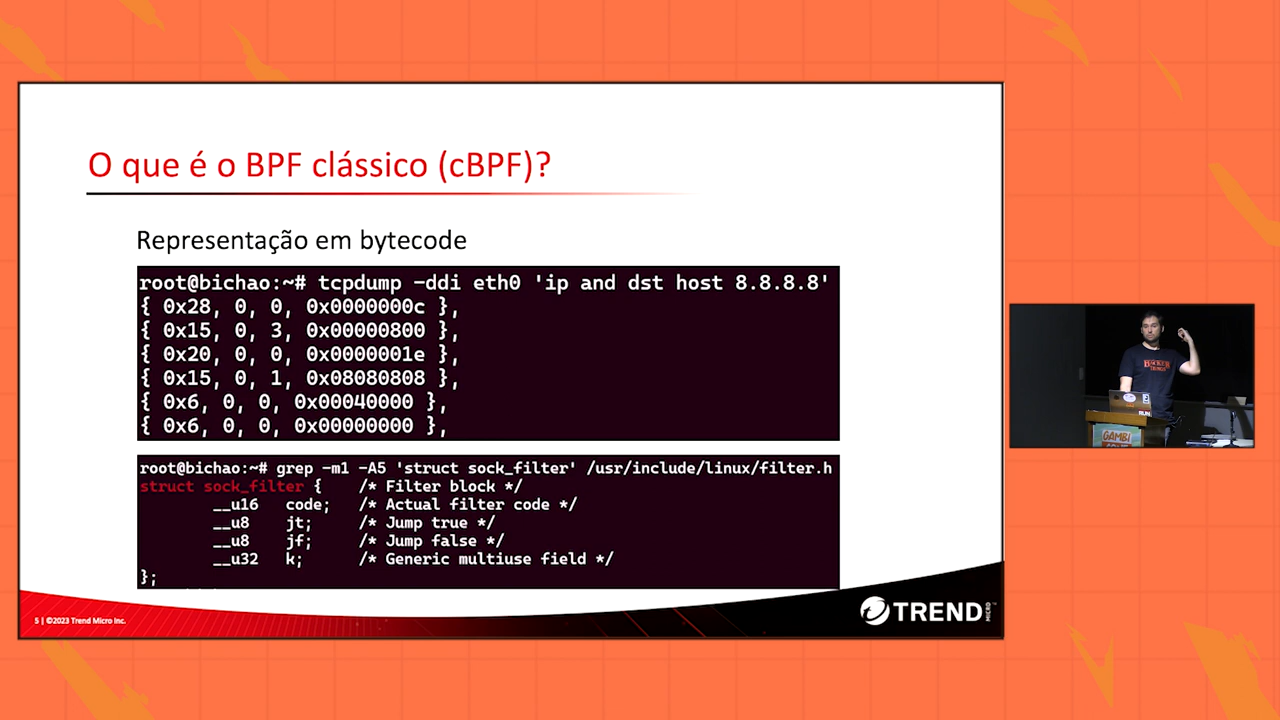 O que é o BPF clássico (cBPF)?
Representação em bytecode
root@bichao:~# tcpdump -ddi eth0 'ip and dst host 8.8.8.8'
{ 0x28, 0, 0, 0x0000000c },
{ 0x15, 0, 3, 0x00000800 },
{ 0x20, 0, 0, 0x0000001e },
{ 0x15, 0, 1, 0x08080808 },
{ 0x6, 0, 0, 0x00040000 },
{ 0x6, 0, 0, 0x00000000 },
root@bichao:~# grep -m1 -A5 'struct sock_filter' /usr/include/linux/filter.h
struct sock_filter {    /* Filter block */
        __u16   code;   /* Actual filter code */
        __u8    jt;     /* Jump true */
        __u8    jf;     /* Jump false */
        __u32   k;      /* Generic multiuse field */
};
5 | ©2023 Trend Micro Inc.
TREND MICRO
GAMBI